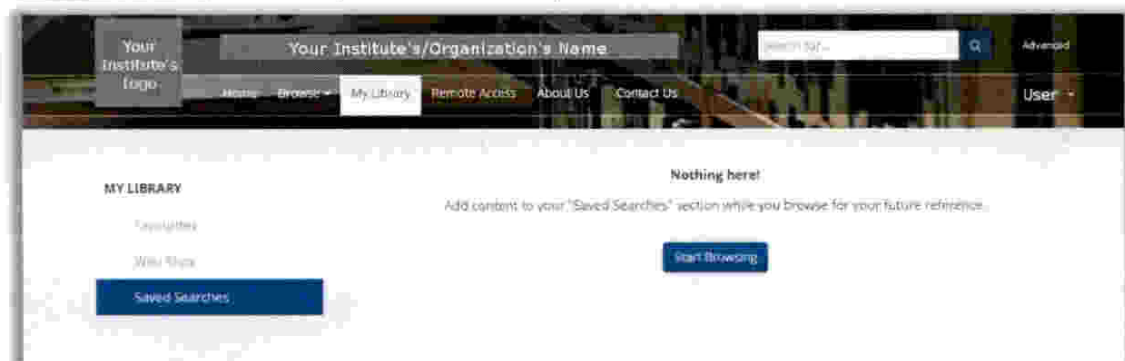 Your
Institute's
logo
Your Institute's/Organization's Name
Search for...
Advanced
Home Browse My Library Remote Access About Us Contact Us
User
MY LIBRARY
Favourites
Saved Searches
Nothing here!
Add content to your "Saved Searches" section while you browse for your future reference.
Start Browsing